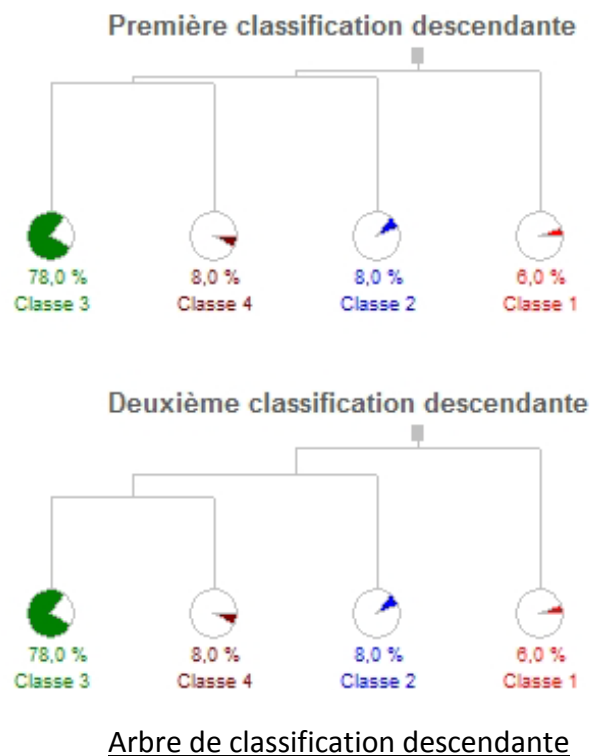 Première classification descendante
78,0 % 8,0 % 8,0 % 6,0 %
Classe 3 Classe 4 Classe 2 Classe 1
Deuxième classification descendante
78,0 % 8,0 % 8,0 % 6,0 %
Classe 3 Classe 4 Classe 2 Classe 1
Arbre de classification descendante